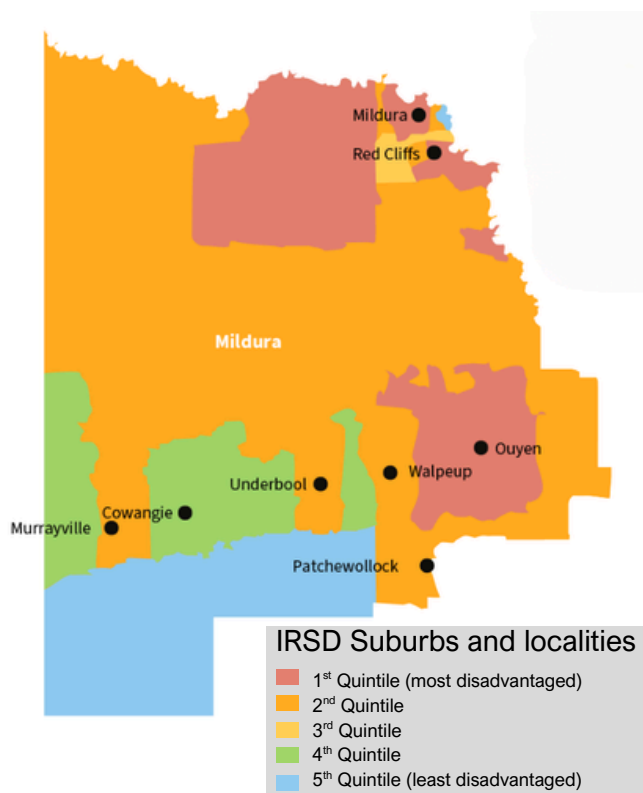 Mildura
Red Cliffs
Mildura
Ouyen
Walpeup
Underbool
Cowangie
Murrayville
Patchewollock
IRSD Suburbs and localities
1st Quintile (most disadvantaged)
2nd Quintile
3rd Quintile
4th Quintile
5th Quintile (least disadvantaged)